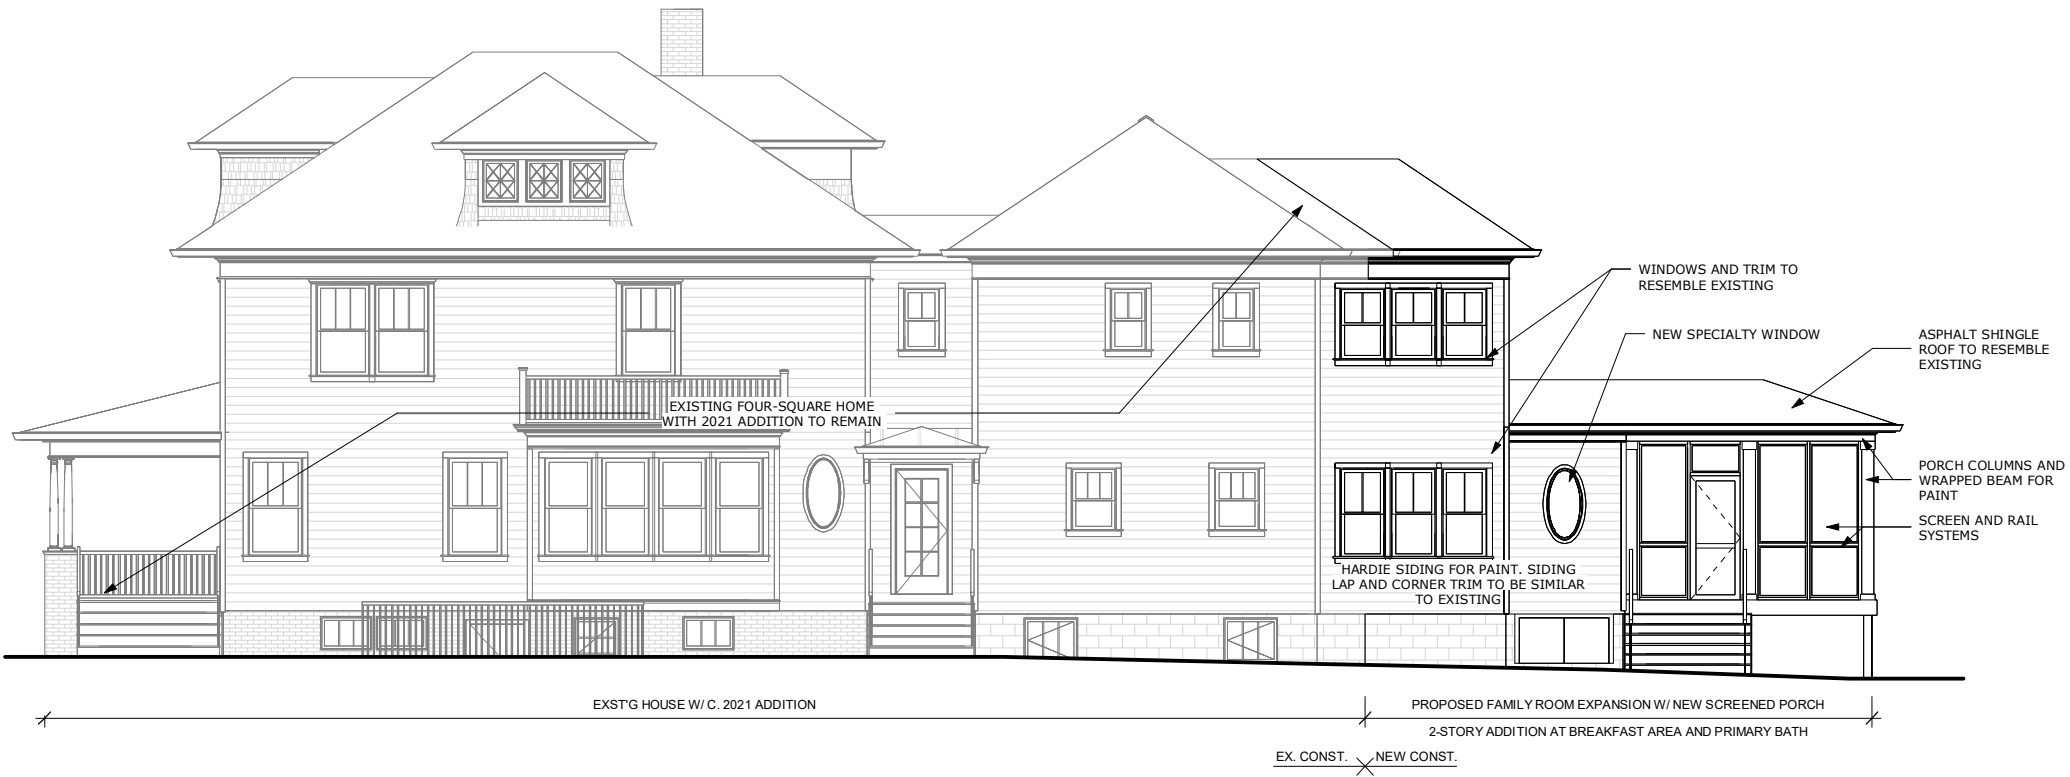 WINDOWS AND TRIM TO
RESEMBLE EXISTING
NEW SPECIALTY WINDOW
ASPHALT SHINGLE
ROOF TO RESEMBLE
EXISTING
EXISTING FOUR-SQUARE HOME
WITH 2021 ADDITION TO REMAIN
PORCH COLUMNS AND
WRAPPED BEAM FOR
PAINT
SCREEN AND RAIL
SYSTEMS
HARDIE SIDING FOR PAINT. SIDING
LAP AND CORNER TRIM TO BE SIMILAR
TO EXISTING
EXST'G HOUSE W/ C. 2021 ADDITION
PROPOSED FAMILY ROOM EXPANSION W/ NEW SCREENED PORCH
2-STORY ADDITION AT BREAKFAST AREA AND PRIMARY BATH
EX. CONST.
NEW CONST.